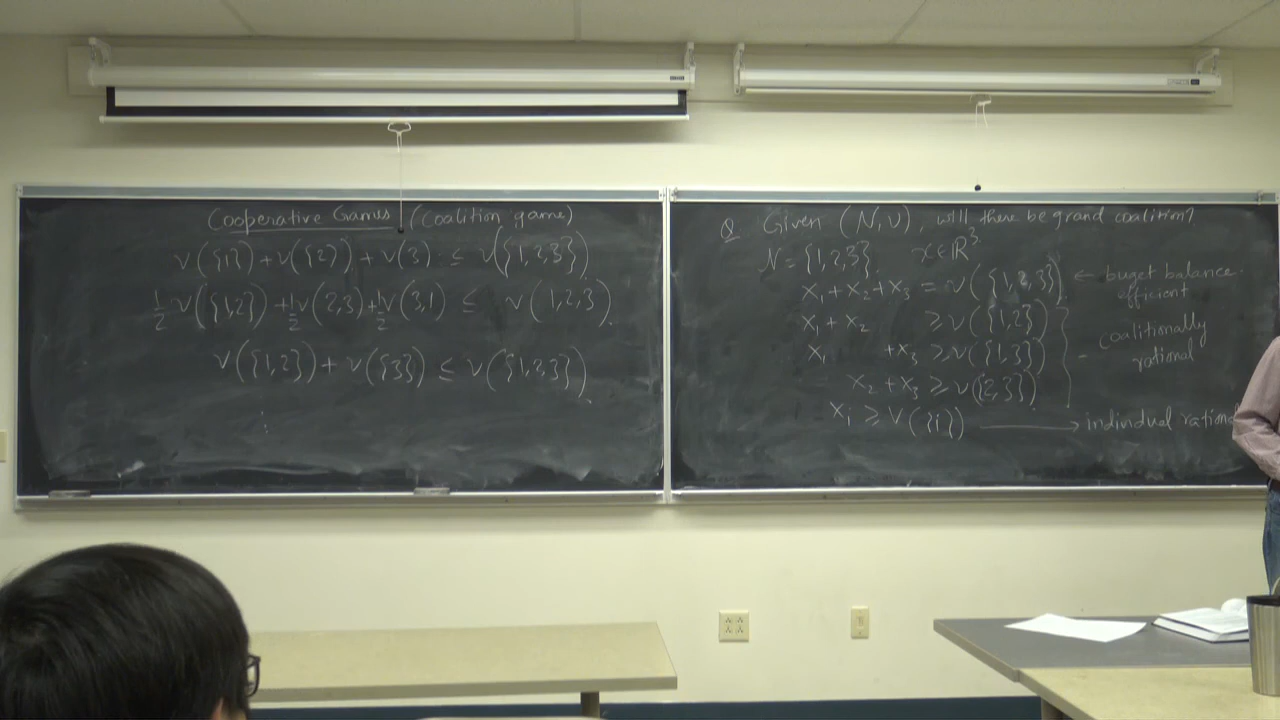 Cooperative Games (Coalition game)
v({1}) + v({2}) + v(3) ≤ v({1,2,3})
1/2 v({1,2}) + 1/2 v(2,3) + 1/2 v(3,1) ≤ v(1,2,3)
v({1,2}) + v({3}) ≤ v({1,2,3})
⋮
Q Given (N,v), will there be grand coalition?
N = {1,2,3} x∈ℝ³
x₁+x₂+x₃ = v({1,2,3}) ← buget balance
efficient
x₁ + x₂ ≥ v({1,2})
x₁ + x₃ ≥ v({1,3}) - coalitionally
rational
x₂ + x₃ ≥ v({2,3})
xᵢ ≥ v({i}) → indivduel rational